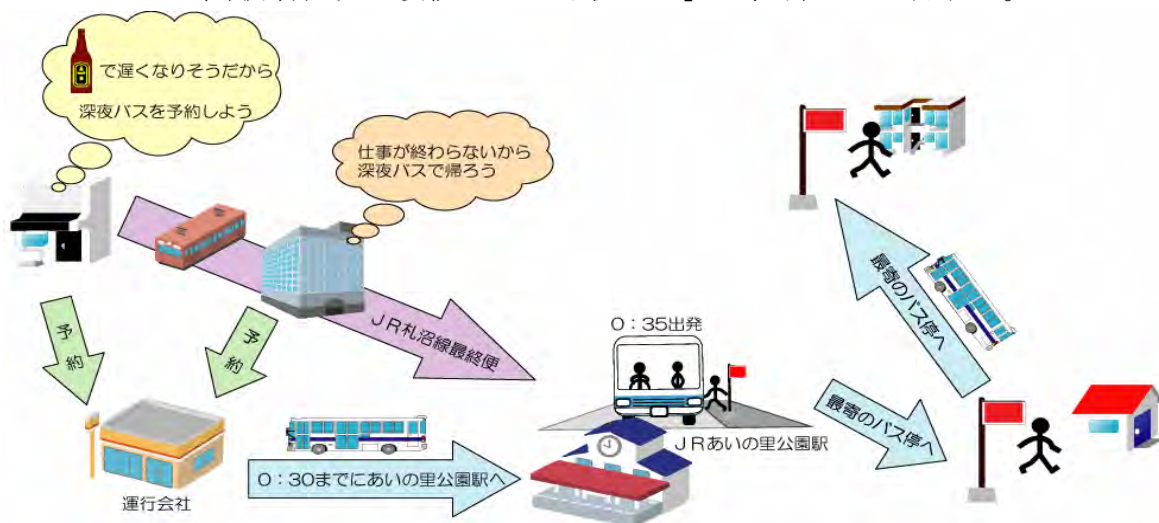 で遅くなりそうだから
深夜バスを予約しよう
仕事が終わらないから
深夜バスで帰ろう
JR札沼線最終便
予約
予約
運行会社
0:30までにあいの里公園駅へ
0:35出発
JRあいの里公園駅
最寄のバス停へ
最寄のバス停へ